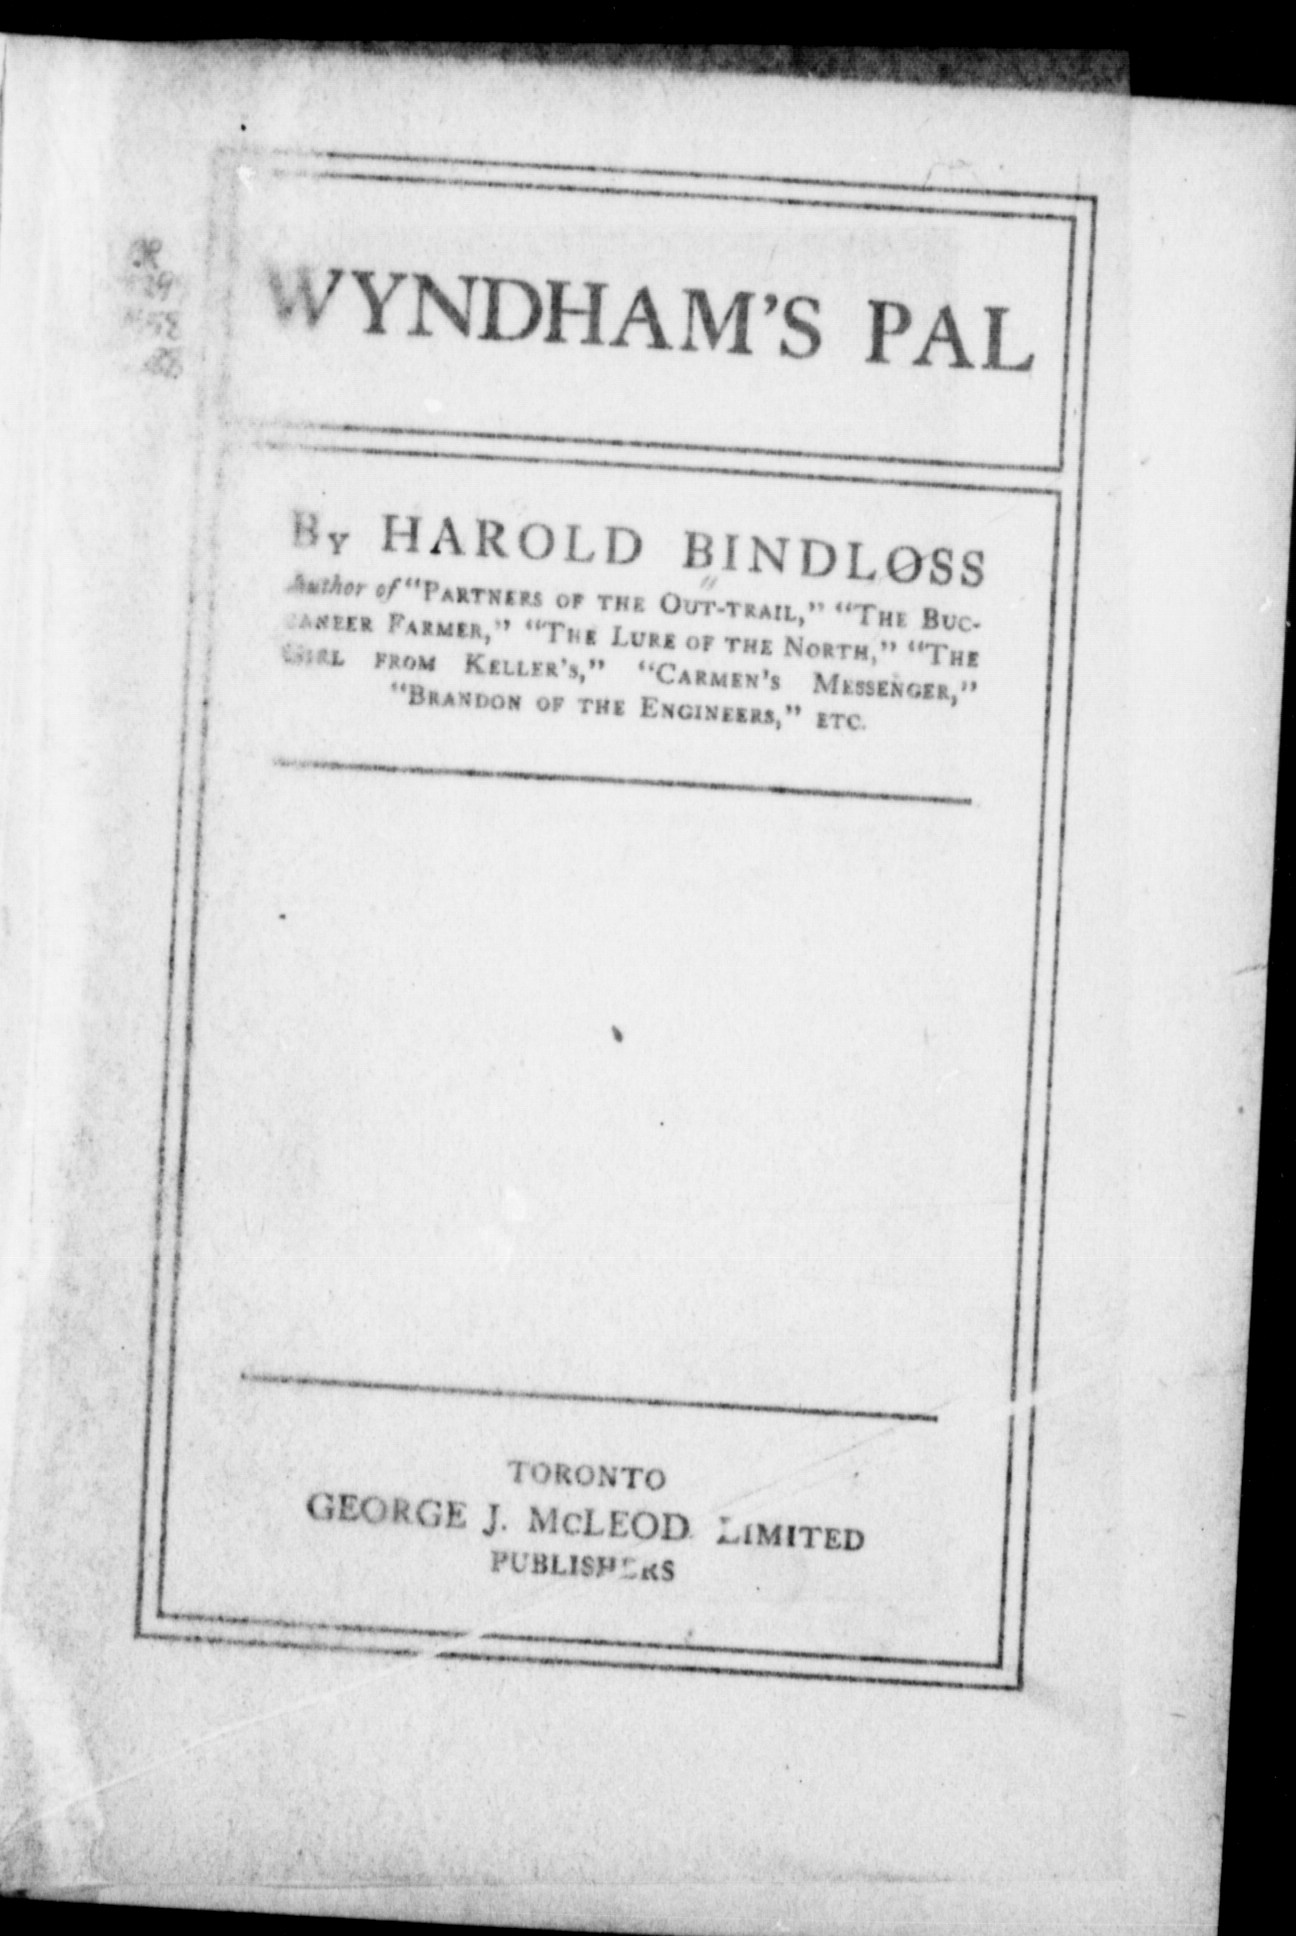 WYNDHAM'S PAL
By HAROLD BINDLOSS
Author of "PARTNERS OF THE OUT-TRAIL," "THE BUC-
CANEER FARMER," "THE LURE OF THE NORTH," "THE
GIRL FROM KELLER'S," "CARMEN'S MESSENGER,"
"BRANDON OF THE ENGINEERS," ETC.
TORONTO
GEORGE J. McLEOD LIMITED
PUBLISHERS